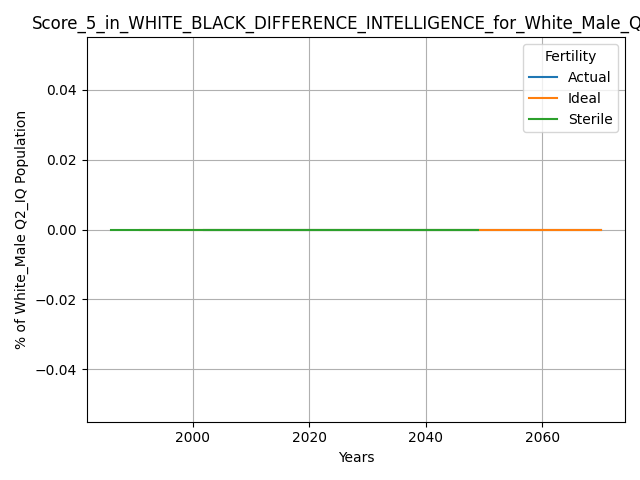 Score_5_in_WHITE_BLACK_DIFFERENCE_INTELLIGENCE_for_White_Male_Q
Fertility
Actual
Ideal
Sterile
% of White_Male Q2_IQ Population
0.04
0.02
0.00
−0.02
−0.04
2000 2020 2040 2060
Years